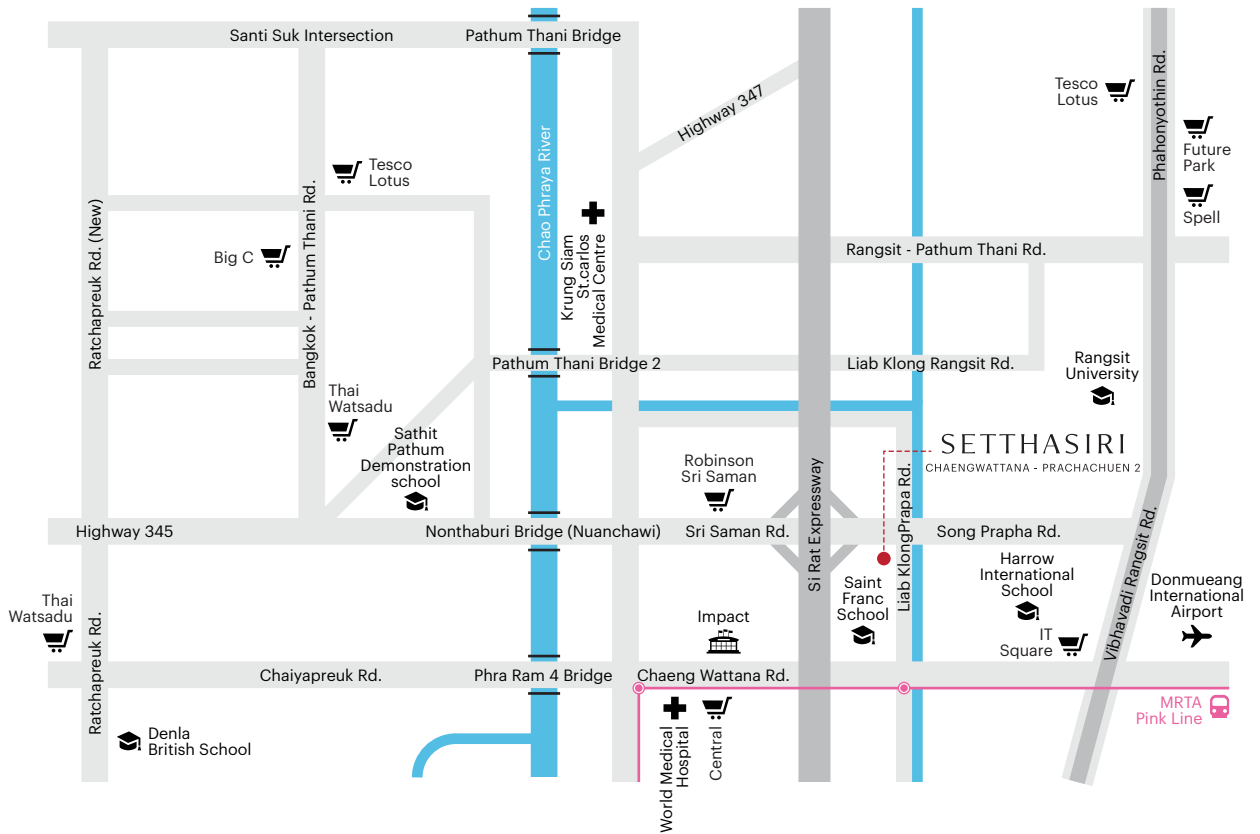 Santi Suk Intersection
Pathum Thani Bridge
Highway 347
Tesco
Lotus
Phahonyothin Rd.
Future
Park
Spell
Tesco
Lotus
Chao Phraya River
Ratchapreuk Rd. (New)
Bangkok - Pathum Thani Rd.
Big C
Krung Siam
St.carlos
Medical Centre
Rangsit - Pathum Thani Rd.
Pathum Thani Bridge 2
Liab Klong Rangsit Rd.
Rangsit
University
Thai
Watsadu
Sathit
Pathum
Demonstration
school
Robinson
Sri Saman
SETTHASIRI
CHAENGWATTANA - PRACHACHUEN 2
Highway 345
Nonthaburi Bridge (Nuanchawi)
Sri Saman Rd.
Si Rat Expressway
Liab KlongPrapa Rd.
Song Prapha Rd.
Vibhavadi Rangsit Rd.
Thai
Watsadu
Ratchapreuk Rd.
Impact
Saint
Franc
School
Harrow
International
School
IT
Square
Donmueang
International
Airport
Chaiyapreuk Rd.
Phra Ram 4 Bridge
Chaeng Wattana Rd.
MRTA
Pink Line
Denla
British School
World Medical
Hospital
Central